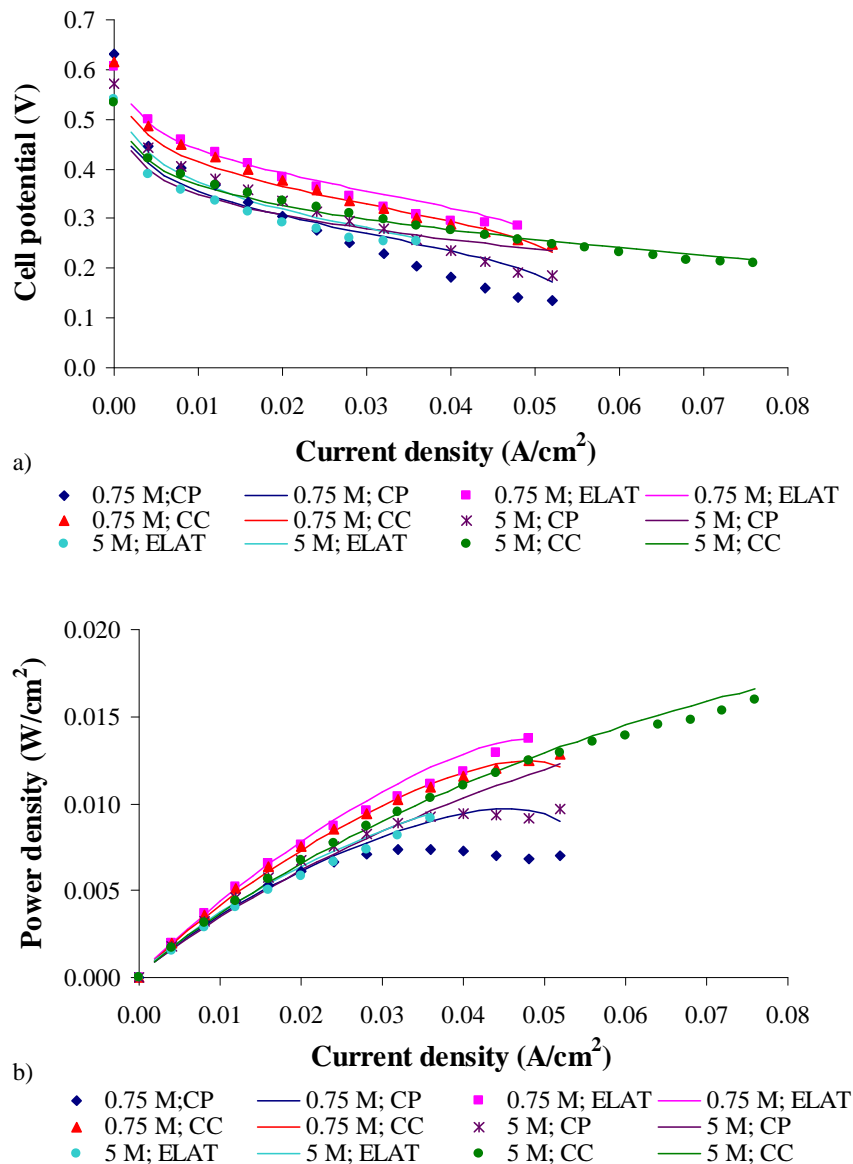 0.7
0.6
0.5
0.4
0.3
0.2
0.1
0.0
Cell potential (V)
0.00 0.01 0.02 0.03 0.04 0.05 0.06 0.07 0.08
Current density (A/cm²)
a)
0.75 M;CP 0.75 M; CP 0.75 M; ELAT 0.75 M; ELAT
0.75 M; CC 0.75 M; CC 5 M; CP 5 M; CP
5 M; ELAT 5 M; ELAT 5 M; CC 5 M; CC
0.020
0.015
0.010
0.005
0.000
Power density (W/cm²)
0.00 0.01 0.02 0.03 0.04 0.05 0.06 0.07 0.08
Current density (A/cm²)
b)
0.75 M;CP 0.75 M; CP 0.75 M; ELAT 0.75 M; ELAT
0.75 M; CC 0.75 M; CC 5 M; CP 5 M; CP
5 M; ELAT 5 M; ELAT 5 M; CC 5 M; CC